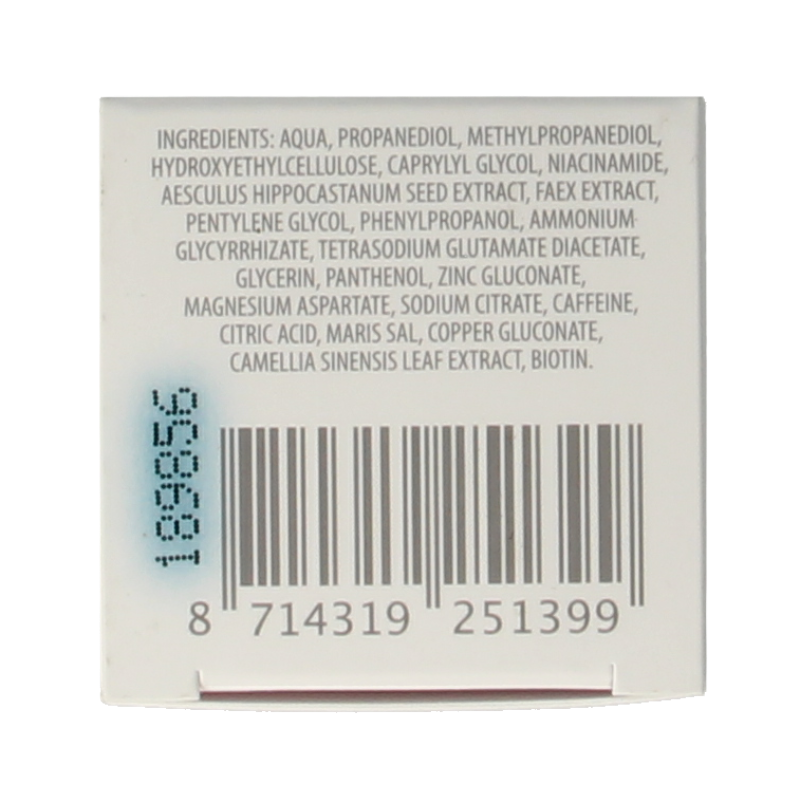 INGREDIENTS: AQUA, PROPANEDIOL, METHYLPROPANEDIOL,
HYDROXYETHYLCELLULOSE, CAPRYLYL GLYCOL, NIACINAMIDE,
AESCULUS HIPPOCASTANUM SEED EXTRACT, FAEX EXTRACT,
PENTYLENE GLYCOL, PHENYLPROPANOL, AMMONIUM
GLYCYRRHIZATE, TETRASODIUM GLUTAMATE DIACETATE,
GLYCERIN, PANTHENOL, ZINC GLUCONATE,
MAGNESIUM ASPARTATE, SODIUM CITRATE, CAFFEINE,
CITRIC ACID, MARIS SAL, COPPER GLUCONATE,
CAMELLIA SINENSIS LEAF EXTRACT, BIOTIN.
189856
8 714319 251399